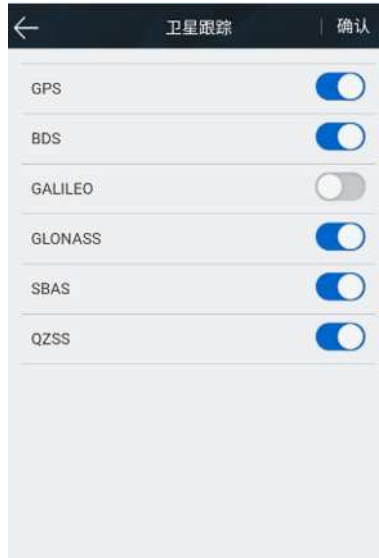 卫星跟踪 确认
GPS
BDS
GALILEO
GLONASS
SBAS
QZSS